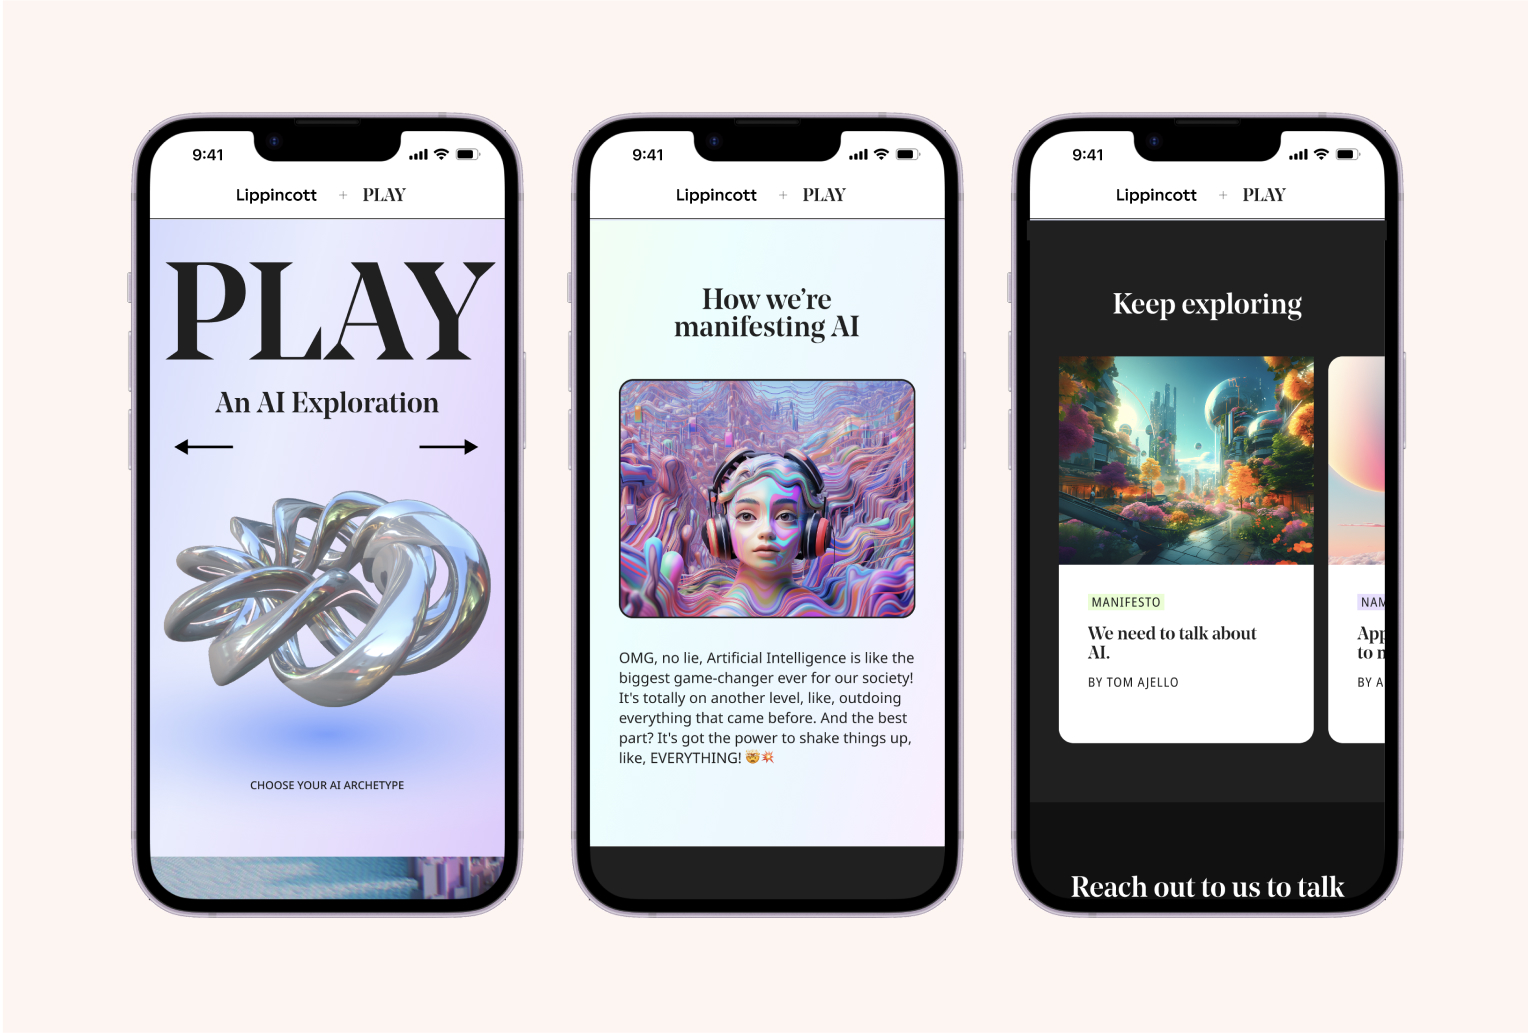 9:41
Lippincott + PLAY
PLAY
An AI Exploration
CHOOSE YOUR AI ARCHETYPE
9:41
Lippincott + PLAY
How we're
manifesting AI
OMG, no lie, Artificial Intelligence is like the
biggest game-changer ever for our society!
It's totally on another level, like, outdoing
everything that came before. And the best
part? It's got the power to shake things up,
like, EVERYTHING! 🤯💥
9:41
Lippincott + PLAY
Keep exploring
MANIFESTO
We need to talk about
AI.
BY TOM AJELLO
NAM
App
to n
BY A
Reach out to us to talk